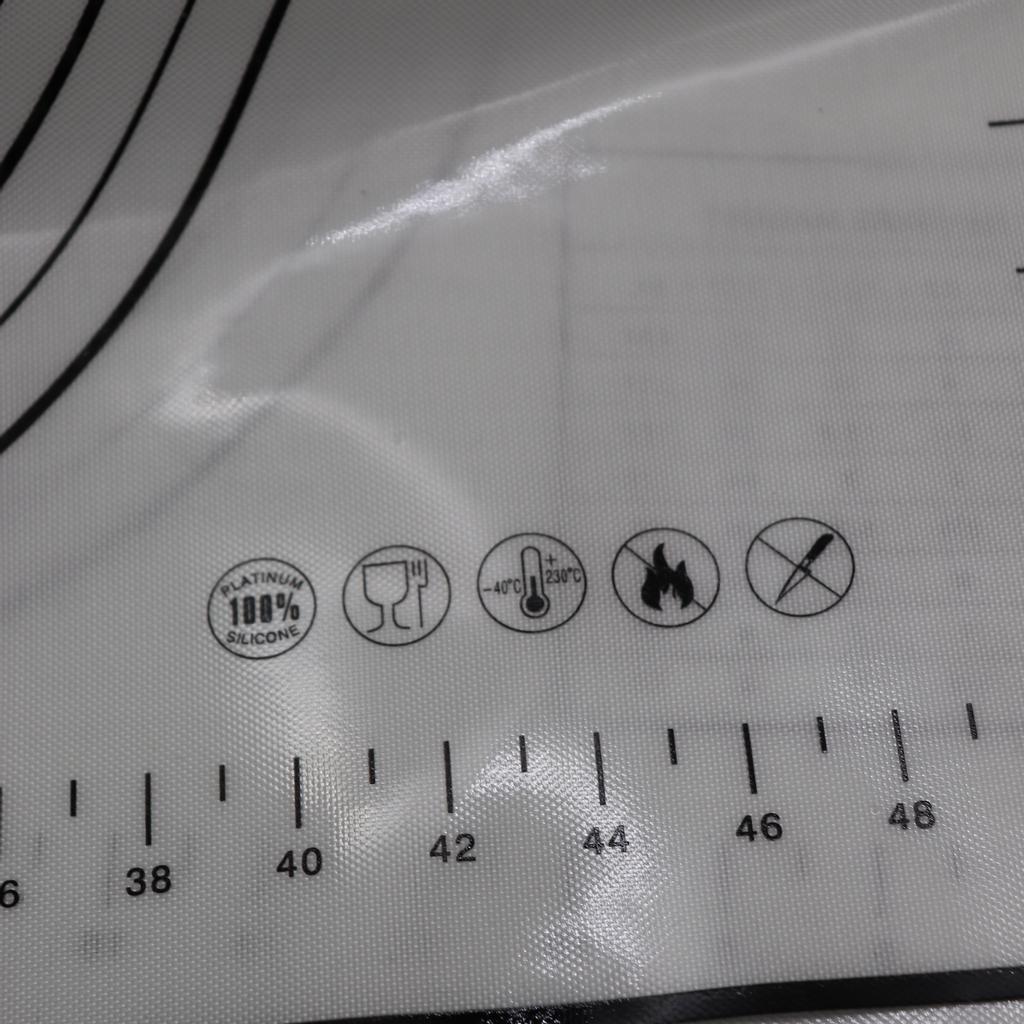 PLATINUM
100%
SILICONE
-40°C
+
230°C
6
38
40
42
44
46
48